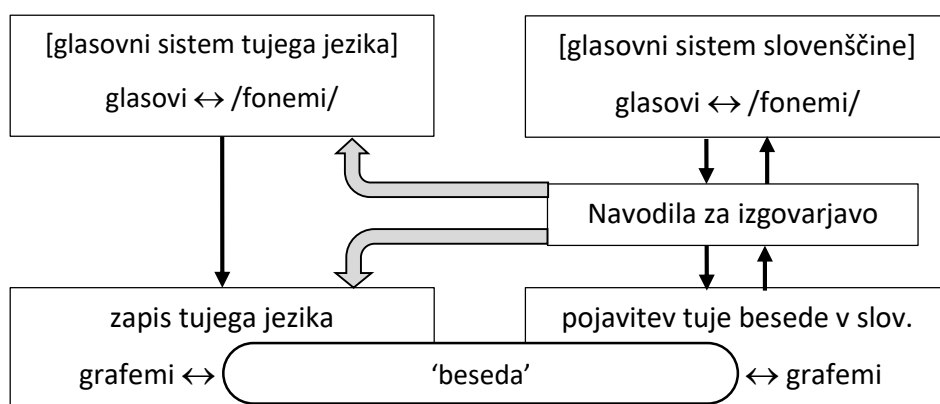 [glasovni sistem tujega jezika]
glasovi ↔ /fonemi/
[glasovni sistem slovenščine]
glasovi ↔ /fonemi/
Navodila za izgovarjavo
zapis tujega jezika
pojavitev tuje besede v slov.
grafemi ↔ ‘beseda’ ↔ grafemi